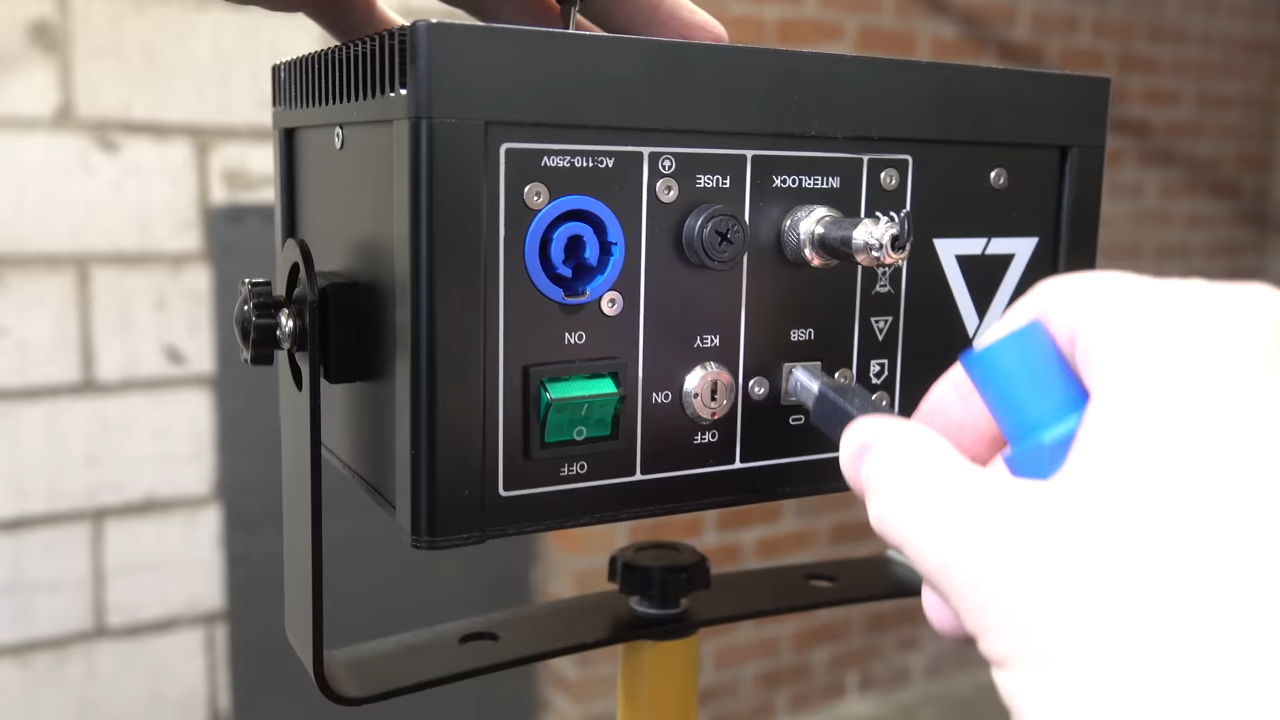 AC:110-250V
FUSE
INTERLOCK
ON
KEY
USB
ON
OFF
OFF